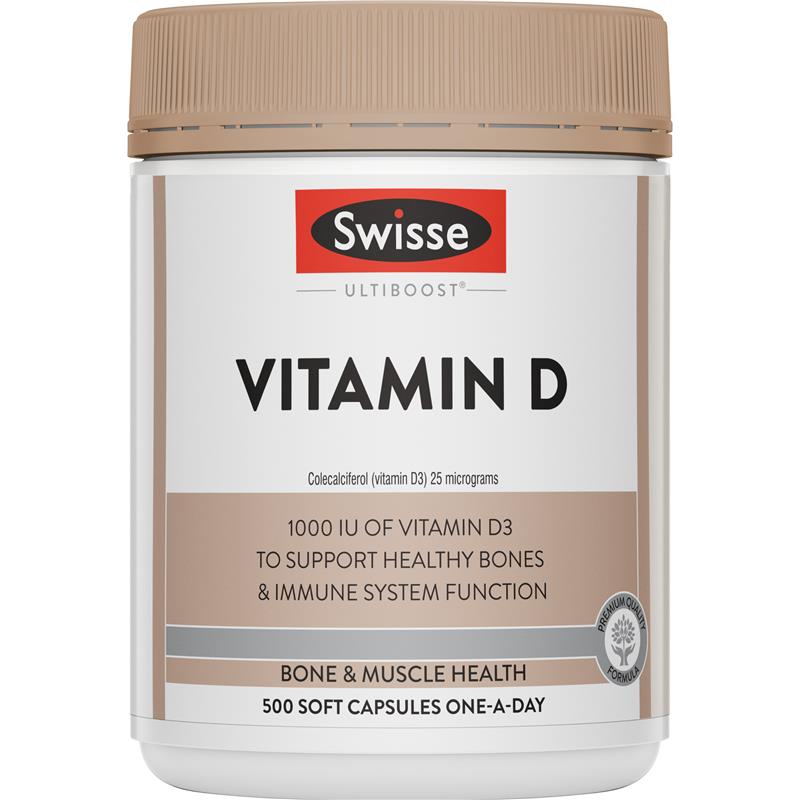 Swisse
ULTIBOOST®
VITAMIN D
Colecalciferol (vitamin D3) 25 micrograms
1000 IU OF VITAMIN D3
TO SUPPORT HEALTHY BONES
& IMMUNE SYSTEM FUNCTION
PREMIUM QUALITY
FORMULA
BONE & MUSCLE HEALTH
500 SOFT CAPSULES ONE-A-DAY